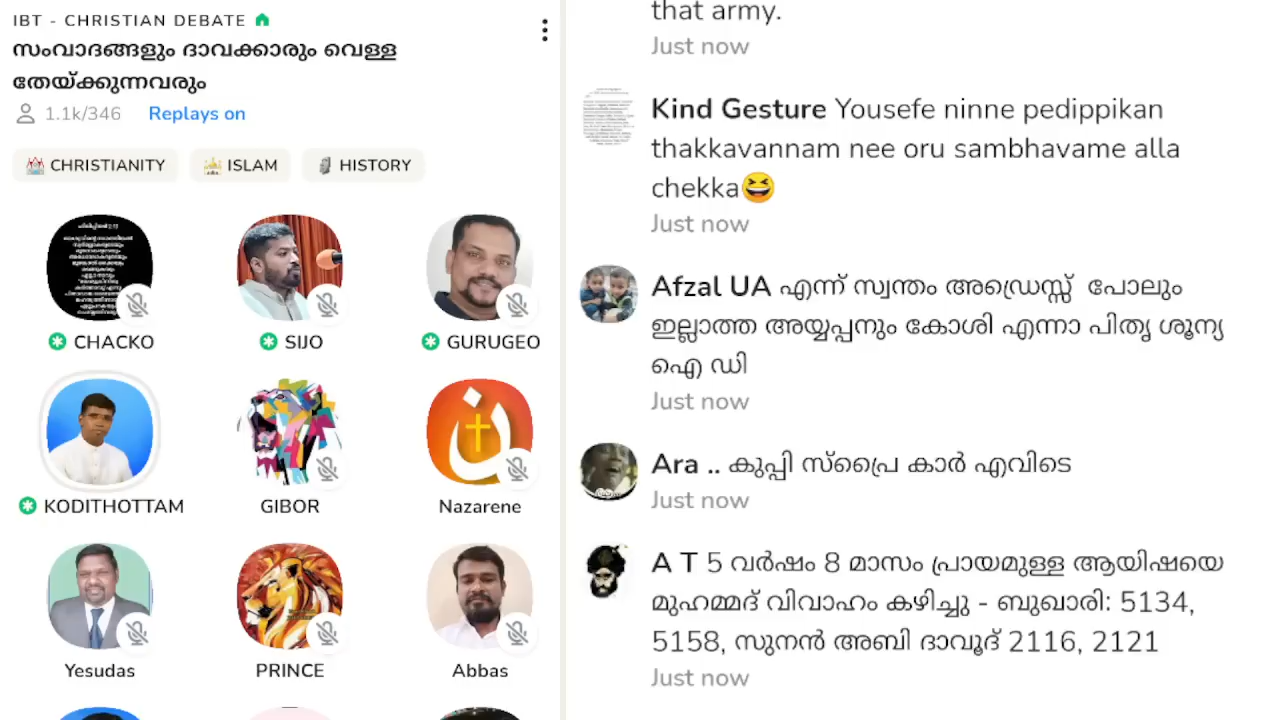 IBT - CHRISTIAN DEBATE
സംവാദങ്ങളും ദാവക്കാരും വെള്ള
തേയ്ക്കുന്നവരും
1.1k/346 Replays on
CHRISTIANITY ISLAM HISTORY
CHACKO SIJO GURUGEO
KODITHOTTAM GIBOR Nazarene
Yesudas PRINCE Abbas
that army.
Just now
Kind Gesture Yousefe ninne pedippikan
thakkavannam nee oru sambhavame alla
chekka😆
Just now
Afzal UA എന്ന് സ്വന്തം അഡ്രെസ്സ് പോലും
ഇല്ലാത്ത അയ്യപ്പനും കോശി എന്നാ പിതൃ ശൂന്യ
ഐ ഡി
Just now
Ara .. കുപ്പി സ്പ്രൈ കാർ എവിടെ
Just now
A T 5 വർഷം 8 മാസം പ്രായമുള്ള ആയിഷയെ
മുഹമ്മദ് വിവാഹം കഴിച്ചു - ബുഖാരി: 5134,
5158, സുനൻ അബി ദാവൂദ് 2116, 2121
Just now